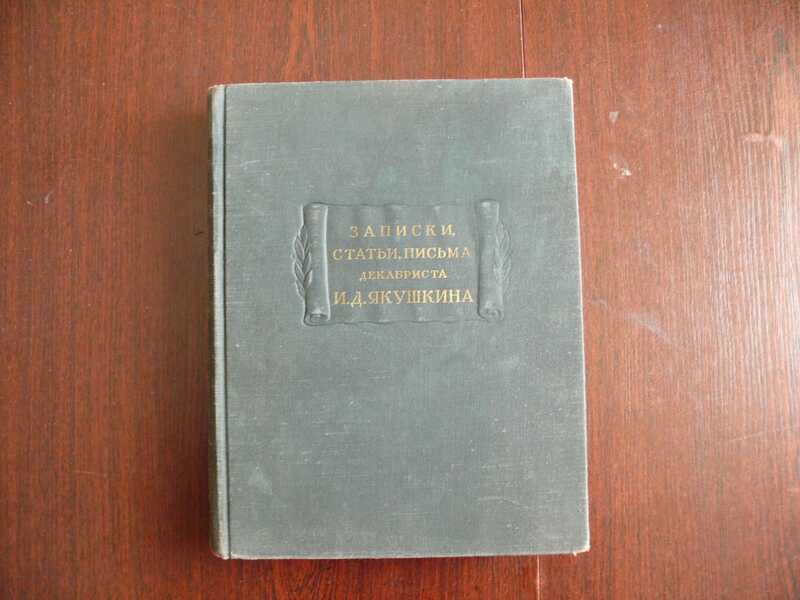 ЗАПИСКИ,
СТАТЬИ, ПИСЬМА
ДЕКАБРИСТА
И. Д. ЯКУШКИНА